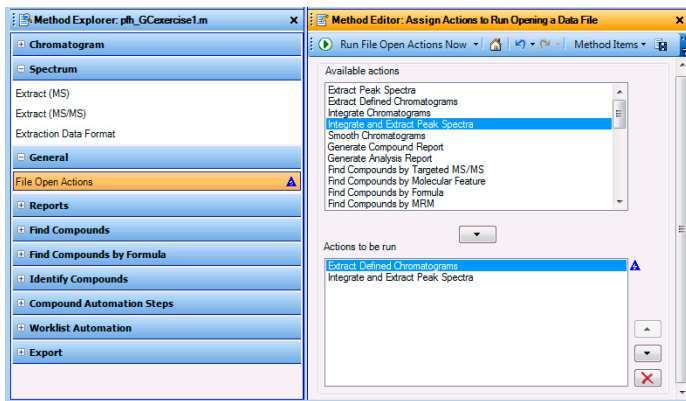 Method Explorer: pfh_GCexercise1.m
Chromatogram
Spectrum
Extract (MS)
Extract (MS/MS)
Extraction Data Format
General
File Open Actions
Reports
Find Compounds
Find Compounds by Formula
Identify Compounds
Compound Automation Steps
Worklist Automation
Export
Method Editor: Assign Actions to Run Opening a Data File
Run File Open Actions Now
Method Items
Available actions
Extract Peak Spectra
Extract Defined Chromatograms
Integrate Chromatograms
Integrate and Extract Peak Spectra
Smooth Chromatograms
Generate Compound Report
Generate Analysis Report
Find Compounds by Targeted MS/MS
Find Compounds by Molecular Feature
Find Compounds by Formula
Find Compounds by MRM
Actions to be run
Extract Defined Chromatograms
Integrate and Extract Peak Spectra